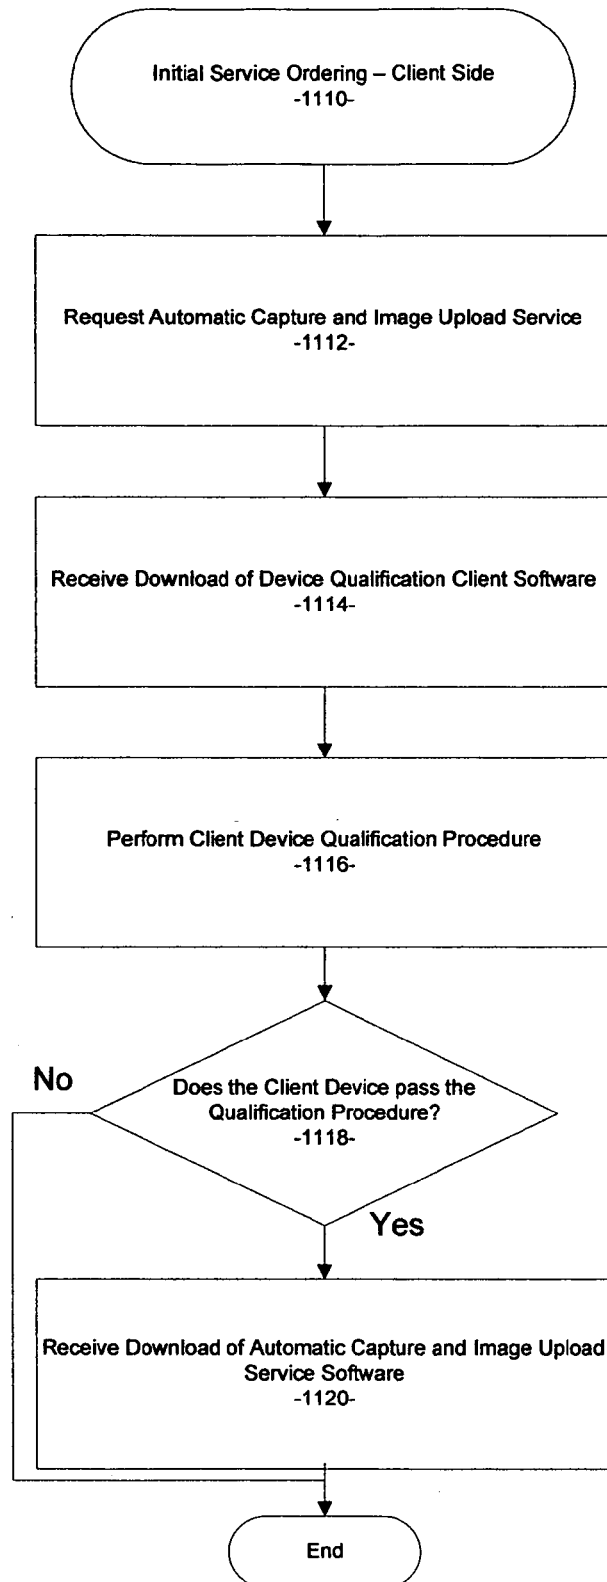 Initial Service Ordering – Client Side
-1110-
Request Automatic Capture and Image Upload Service
-1112-
Receive Download of Device Qualification Client Software
-1114-
Perform Client Device Qualification Procedure
-1116-
No
Does the Client Device pass the
Qualification Procedure?
-1118-
Yes
Receive Download of Automatic Capture and Image Upload
Service Software
-1120-
End